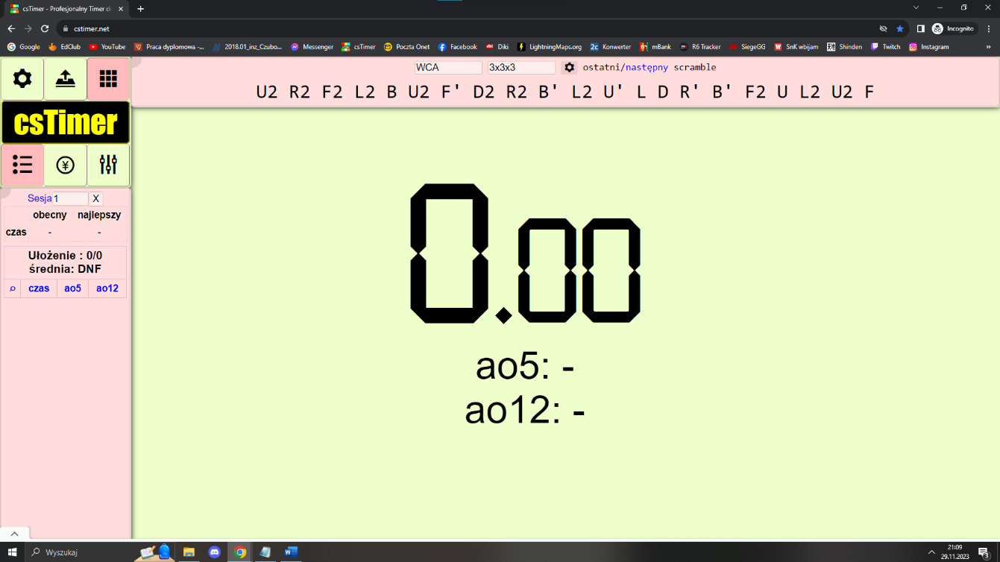 csTimer - Profesjonalny Timer do
cstimer.net
Incognito
Google EdClub YouTube Praca dyplomowa -... 2018.01_inz_Czubo... Messenger csTimer Poczta Onet Facebook Diki LightningMaps.org Konwerter mBank R6 Tracker SiegeGG SnK wbijam Shinden Twitch Instagram »
WCA 3x3x3 ostatni/następny scramble
U2 R2 F2 L2 B U2 F' D2 R2 B' L2 U' L D R' B' F2 U L2 U2 F
csTimer
Sesja 1 X
obecny najlepszy
czas - -
Ułożenie : 0/0
średnia: DNF
czas ao5 ao12
0.00
ao5: -
ao12: -
Wyszukaj
21:09
29.11.2023
3